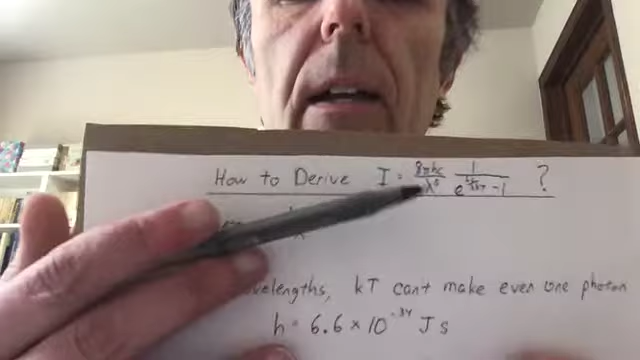 How to Derive I = 8πhc/λ⁵ 1/(e^(hc/λkT) - 1) ?
velengths, kT can't make even one photon
h = 6.6 × 10⁻³⁴ J s